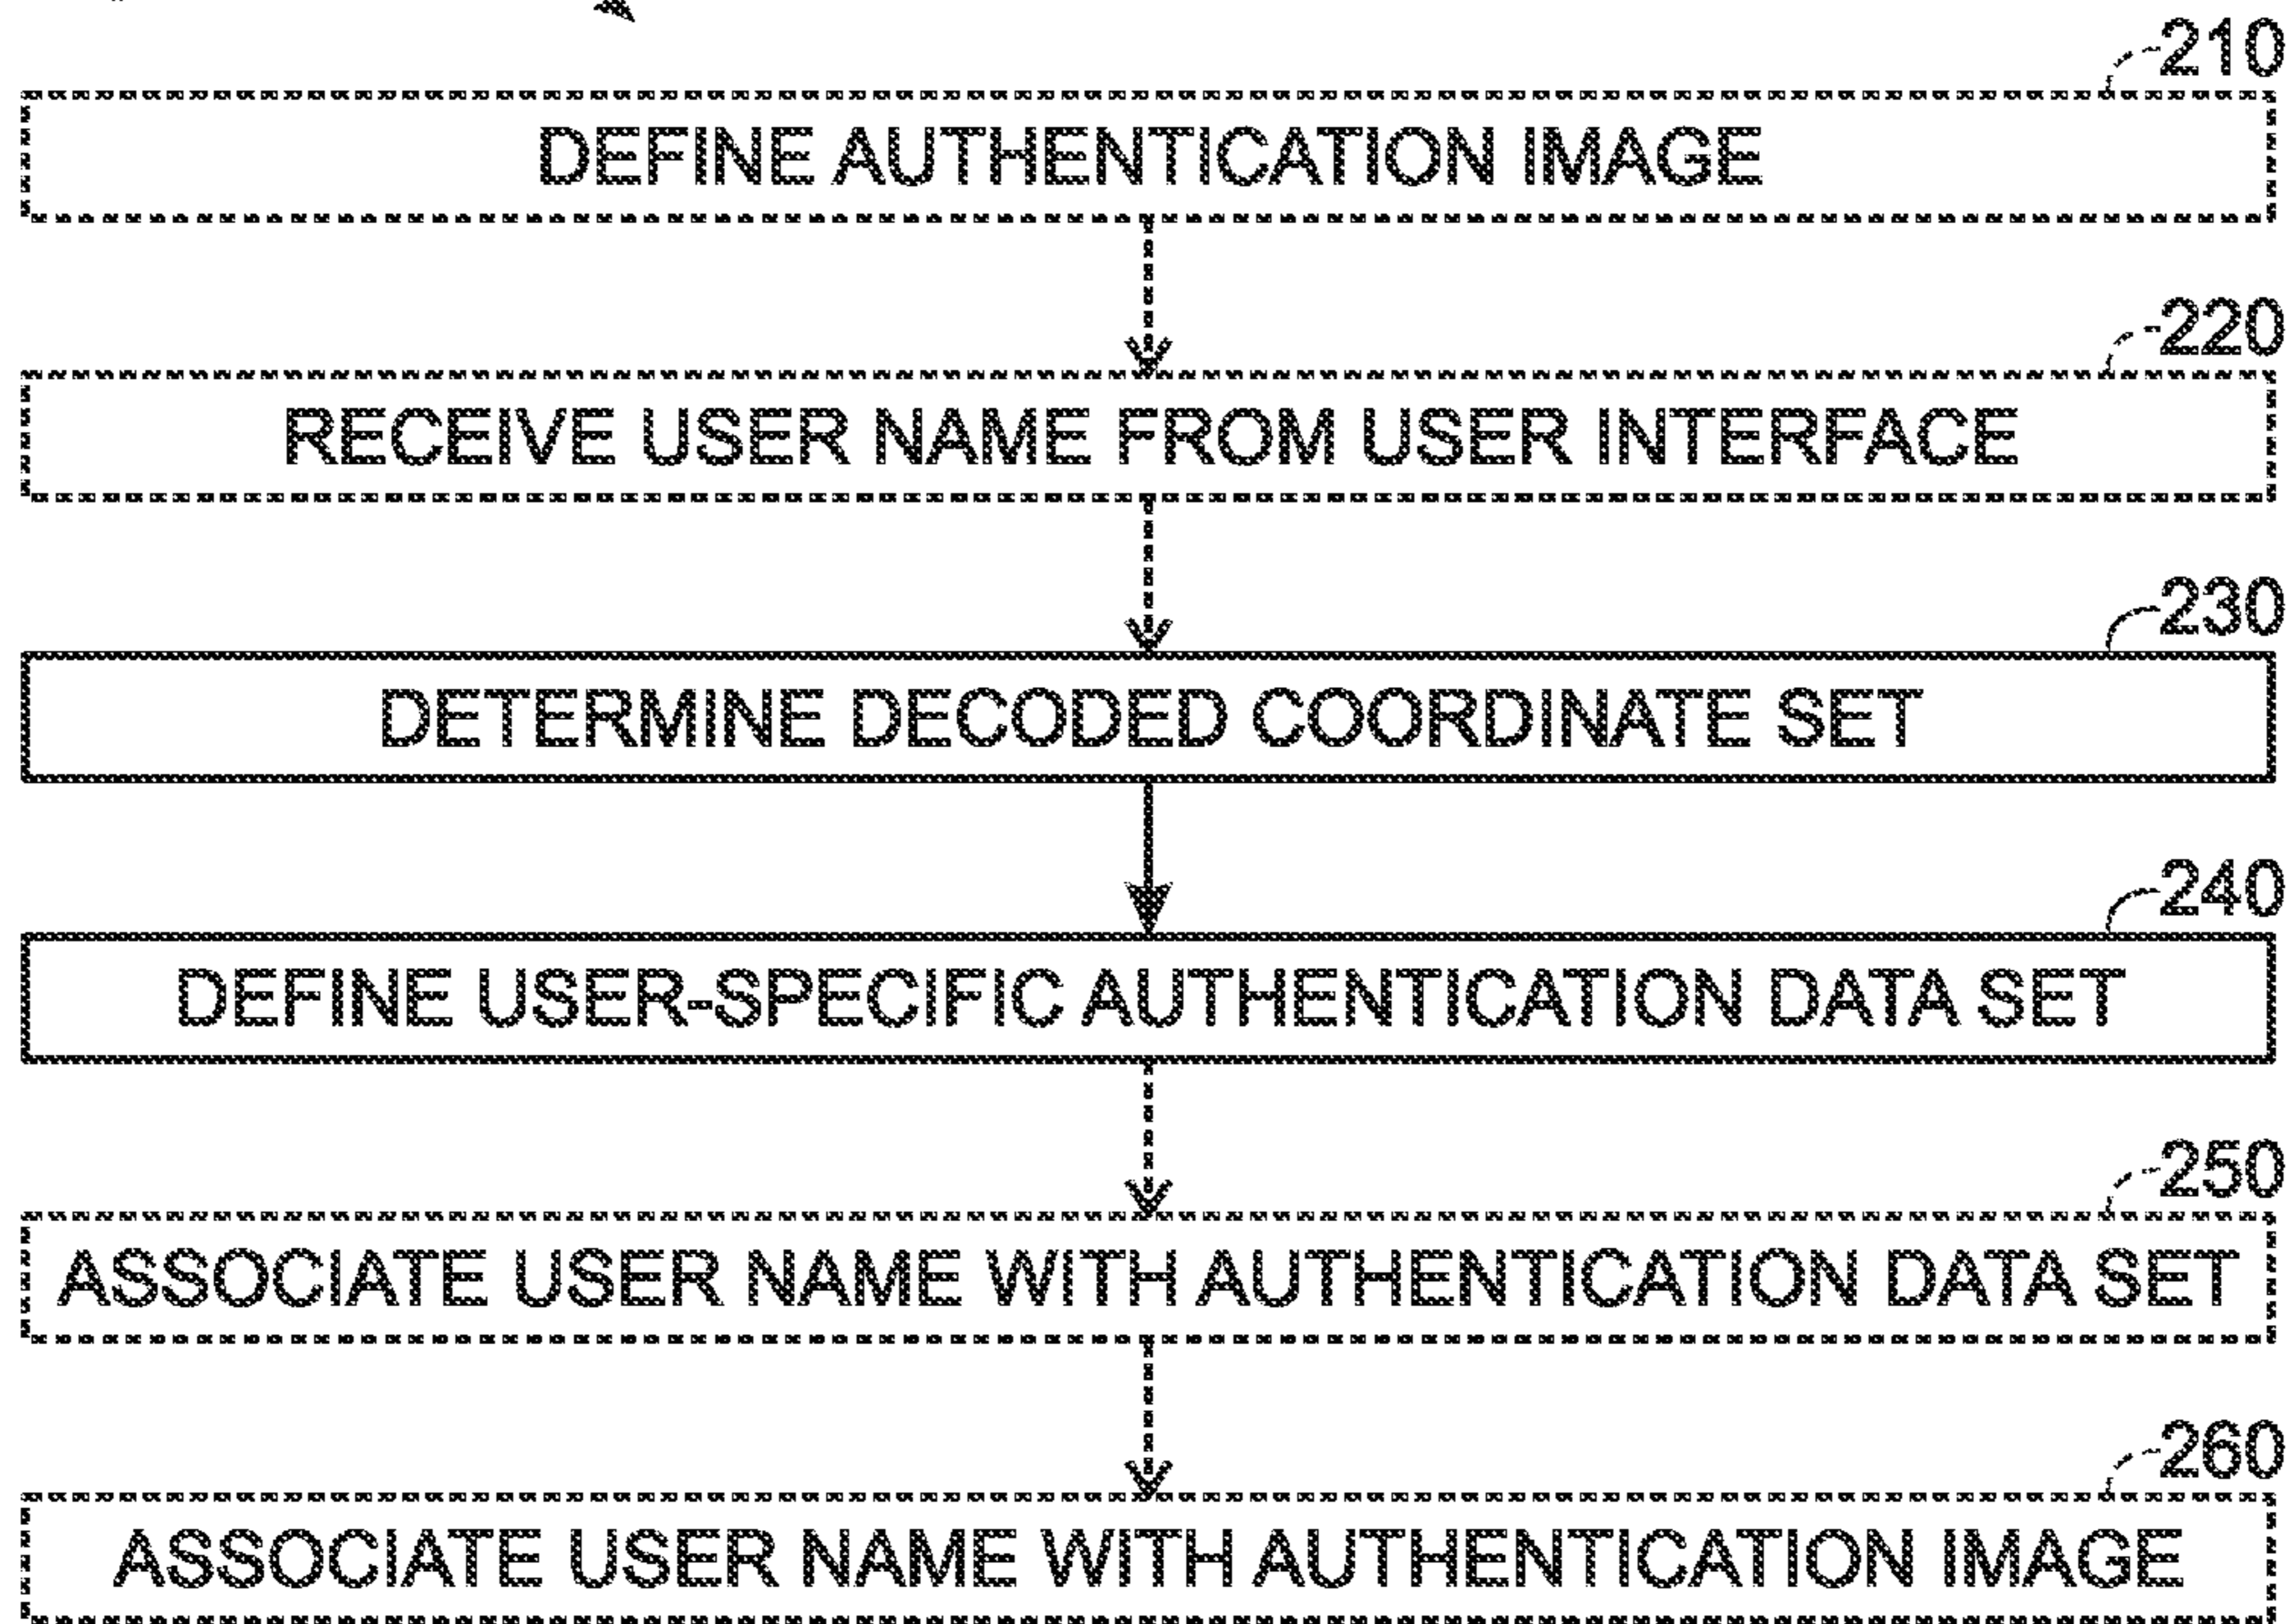 210
DEFINE AUTHENTICATION IMAGE
220
RECEIVE USER NAME FROM USER INTERFACE
230
DETERMINE DECODED COORDINATE SET
240
DEFINE USER-SPECIFIC AUTHENTICATION DATA SET
250
ASSOCIATE USER NAME WITH AUTHENTICATION DATA SET
260
ASSOCIATE USER NAME WITH AUTHENTICATION IMAGE